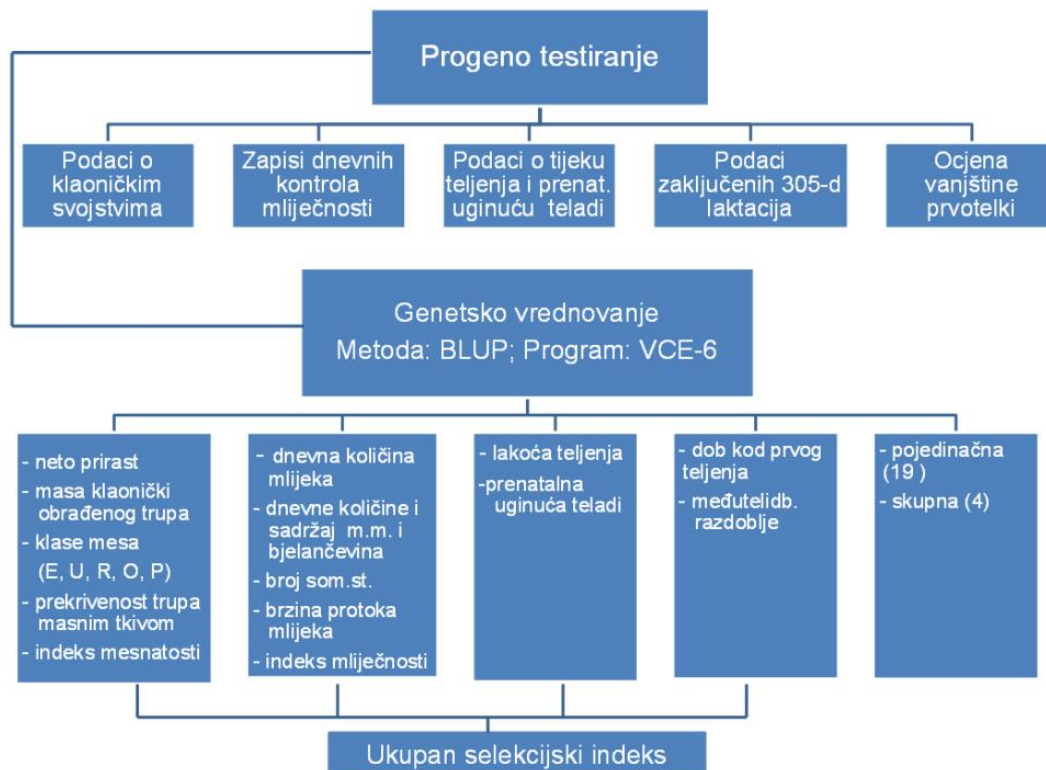 Progeno testiranje
Podaci o
klaoničkim
svojstvima
Zapisi dnevnih
kontrola
mliječnosti
Podaci o tijeku
teljenja i prenat.
uginuću teladi
Podaci
zaključenih 305-d
laktacija
Ocjena
vanjštine
prvotelki
Genetsko vrednovanje
Metoda: BLUP; Program: VCE-6
- neto prirast
- masa klaonički
obrađenog trupa
- klase mesa
(E, U, R, O, P)
- prekrivenost trupa
masnim tkivom
- indeks mesnatosti
- dnevna količina
mlijeka
- dnevne količine i
sadržaj m.m. i
bjelančevina
- broj som.st.
- brzina protoka
mlijeka
- indeks mliječnosti
- lakoća teljenja
-prenatalna
uginuća teladi
- dob kod prvog
teljenja
- međutelidb.
razdoblje
- pojedinačna
(19 )
- skupna (4)
Ukupan selekcijski indeks